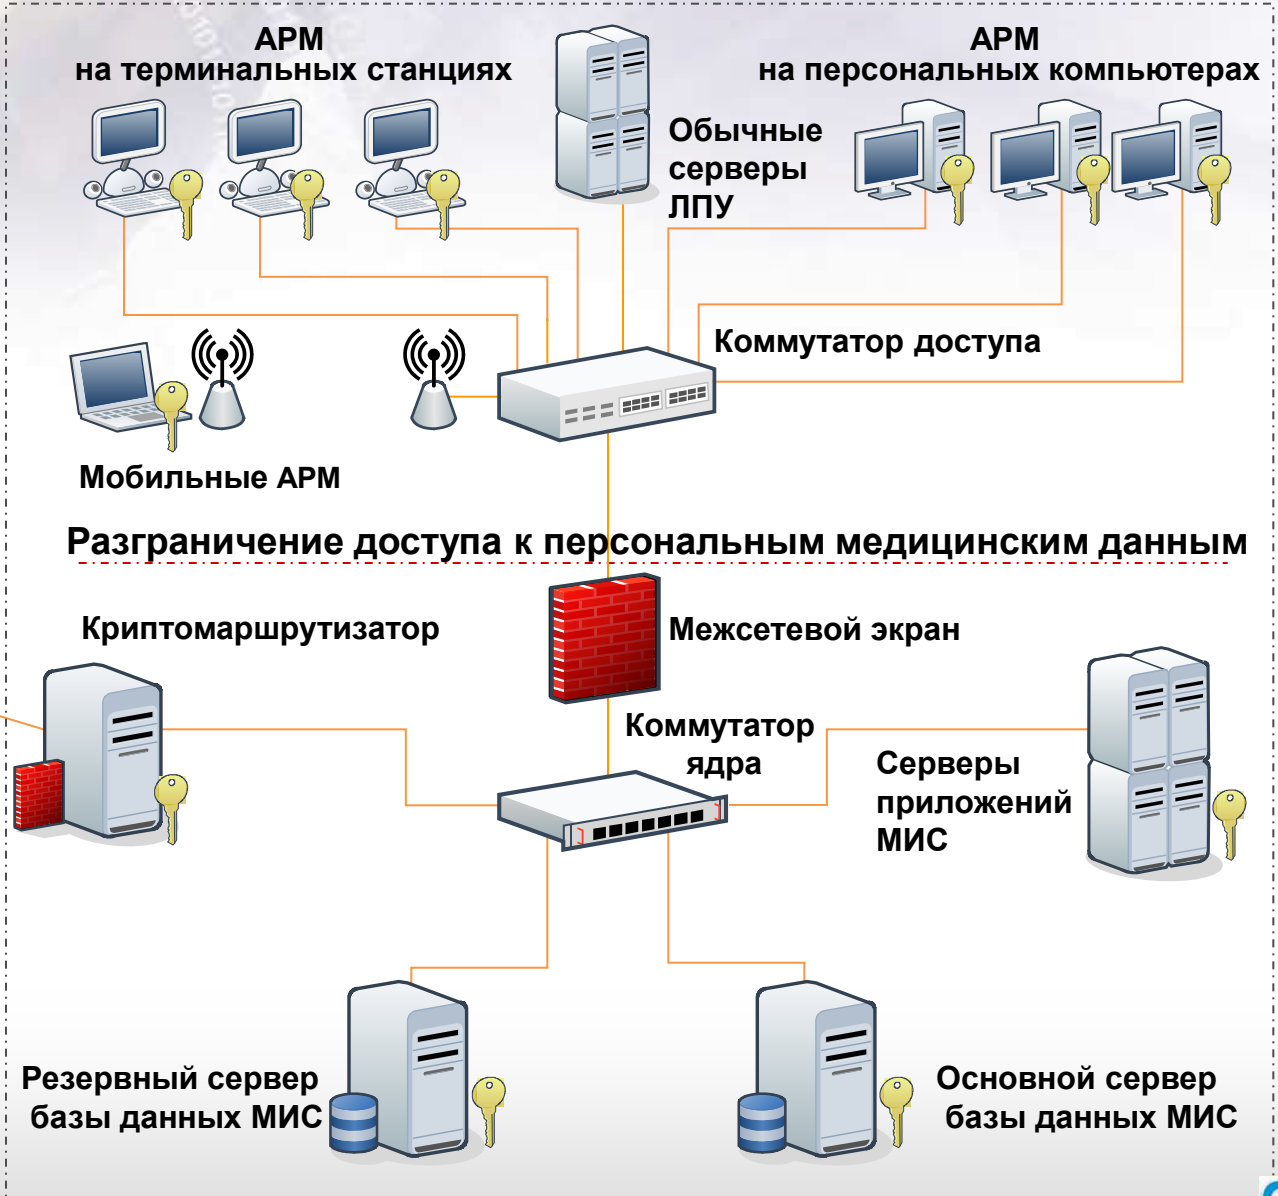 АРМ
на терминальных станциях
АРМ
на персональных компьютерах
Обычные
серверы
ЛПУ
Коммутатор доступа
Мобильные АРМ
Разграничение доступа к персональным медицинским данным
Криптомаршрутизатор
Межсетевой экран
Коммутатор
ядра
Серверы
приложений
МИС
Резервный сервер
базы данных МИС
Основной сервер
базы данных МИС